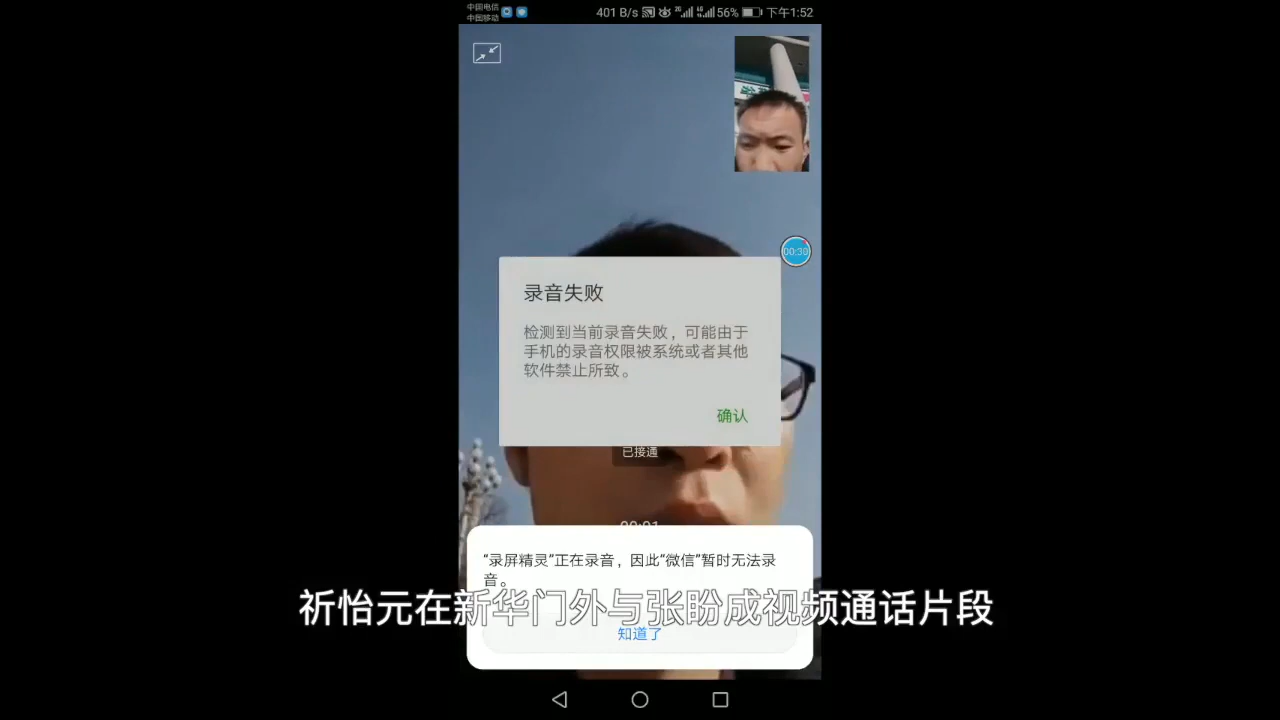 中国电信
中国移动
401 B/s 2G 4G 56% 下午1:52
00:30
录音失败
检测到当前录音失败，可能由于
手机的录音权限被系统或者其他
软件禁止所致。
确认
已接通
00:01
“录屏精灵”正在录音，因此“微信”暂时无法录
音。
祈怡元在新华门外与张盼成视频通话片段
知道了